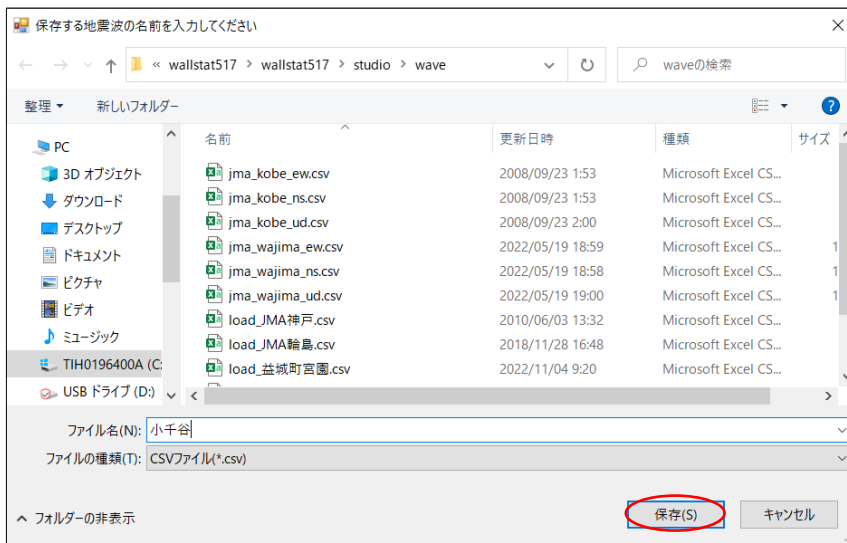 保存する地震波の名前を入力してください
« wallstat517 > wallstat517 > studio > wave
waveの検索
整理
新しいフォルダー
名前 更新日時 種類 サイズ
PC
3D オブジェクト
ダウンロード
デスクトップ
ドキュメント
ピクチャ
ビデオ
ミュージック
TIH0196400A (C:
USB ドライブ (D:)
jma_kobe_ew.csv 2008/09/23 1:53 Microsoft Excel CS...
jma_kobe_ns.csv 2008/09/23 1:53 Microsoft Excel CS...
jma_kobe_ud.csv 2008/09/23 2:00 Microsoft Excel CS...
jma_wajima_ew.csv 2022/05/19 18:59 Microsoft Excel CS... 1
jma_wajima_ns.csv 2022/05/19 18:58 Microsoft Excel CS... 1
jma_wajima_ud.csv 2022/05/19 19:00 Microsoft Excel CS... 1
load_JMA神戸.csv 2010/06/03 13:32 Microsoft Excel CS...
load_JMA輪島.csv 2018/11/28 16:48 Microsoft Excel CS...
load_益城町宮園.csv 2022/11/04 9:20 Microsoft Excel CS...
ファイル名(N): 小千谷
ファイルの種類(T): CSVファイル(*.csv)
フォルダーの非表示
保存(S)
キャンセル